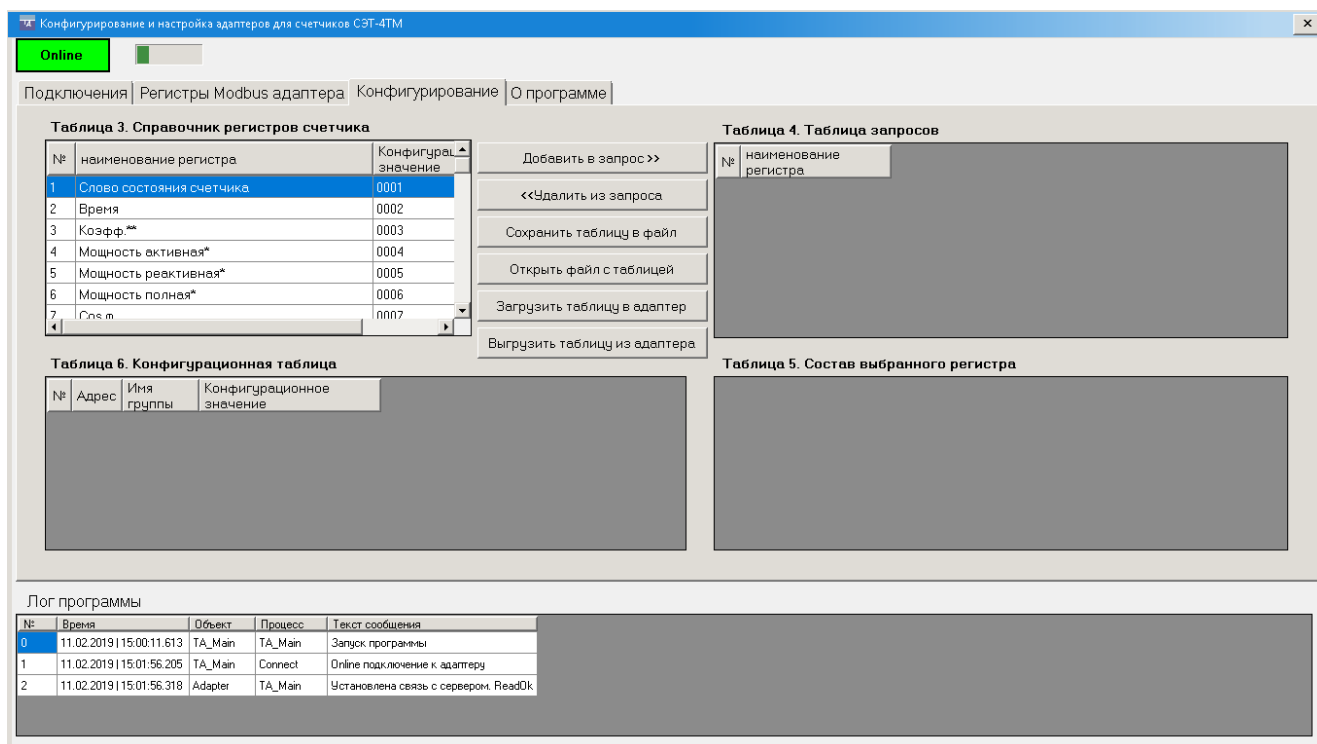 Конфигурирование и настройка адаптеров для счетчиков СЭТ-4ТМ
Online
Подключения Регистры Modbus адаптера Конфигурирование О программе
Таблица 3. Справочник регистров счетчика
№ наименование регистра Конфигурац
значение
1 Слово состояния счетчика 0001
2 Время 0002
3 Коэфф.** 0003
4 Мощность активная* 0004
5 Мощность реактивная* 0005
6 Мощность полная* 0006
7 Cos φ 0007
Добавить в запрос >>
<<Удалить из запроса
Сохранить таблицу в файл
Открыть файл с таблицей
Загрузить таблицу в адаптер
Выгрузить таблицу из адаптера
Таблица 4. Таблица запросов
№ наименование
регистра
Таблица 6. Конфигурационная таблица
№ Адрес Имя
группы Конфигурационное
значение
Таблица 5. Состав выбранного регистра
Лог программы
№ Время Объект Процесс Текст сообщения
0 11.02.2019 | 15:00:11.613 TA_Main TA_Main Запуск программы
1 11.02.2019 | 15:01:56.205 TA_Main Connect Online подключение к адаптеру
2 11.02.2019 | 15:01:56.318 Adapter TA_Main Установлена связь с сервером. ReadOk